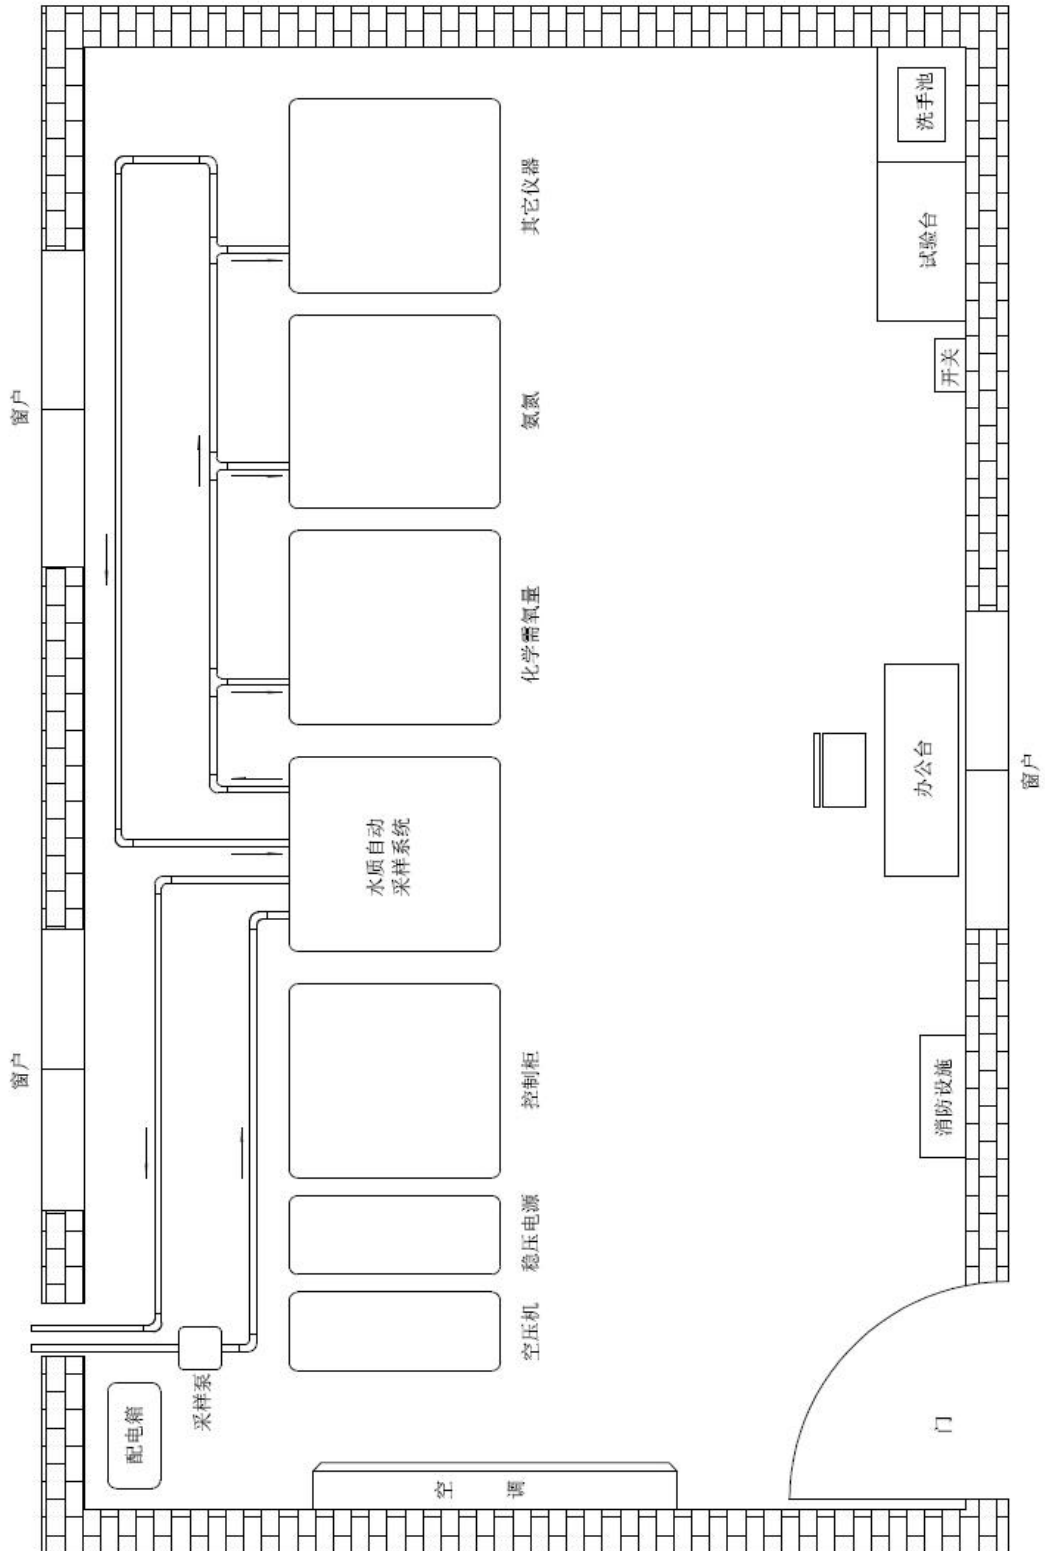 窗户
窗户
配电箱
采样泵
空压机
稳压电源
控制柜
水质自动
采样系统
化学需氧量
氨氮
其它仪器
空调
门
消防设施
办公台
开关
试验台
洗手池
窗户